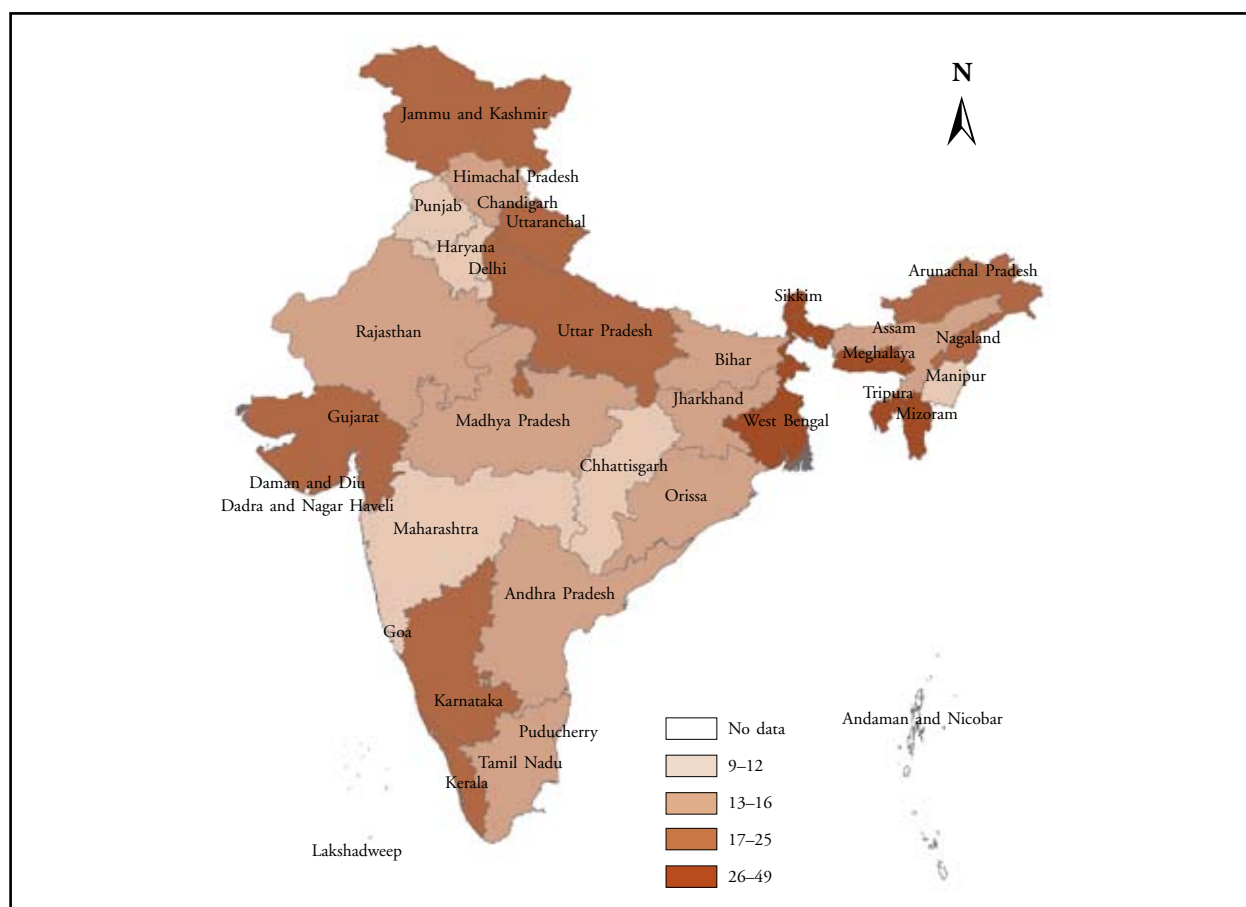 N
Jammu and Kashmir
Himachal Pradesh
Chandigarh
Punjab
Uttaranchal
Haryana
Delhi
Arunachal Pradesh
Sikkim
Rajasthan
Uttar Pradesh
Assam
Nagaland
Bihar
Meghalaya
Manipur
Jharkhand
Tripura
Gujarat
Madhya Pradesh
West Bengal
Mizoram
Chhattisgarh
Daman and Diu
Orissa
Dadra and Nagar Haveli
Maharashtra
Andhra Pradesh
Goa
Karnataka
Andaman and Nicobar
Puducherry
Tamil Nadu
Kerala
Lakshadweep
No data
9–12
13–16
17–25
26–49